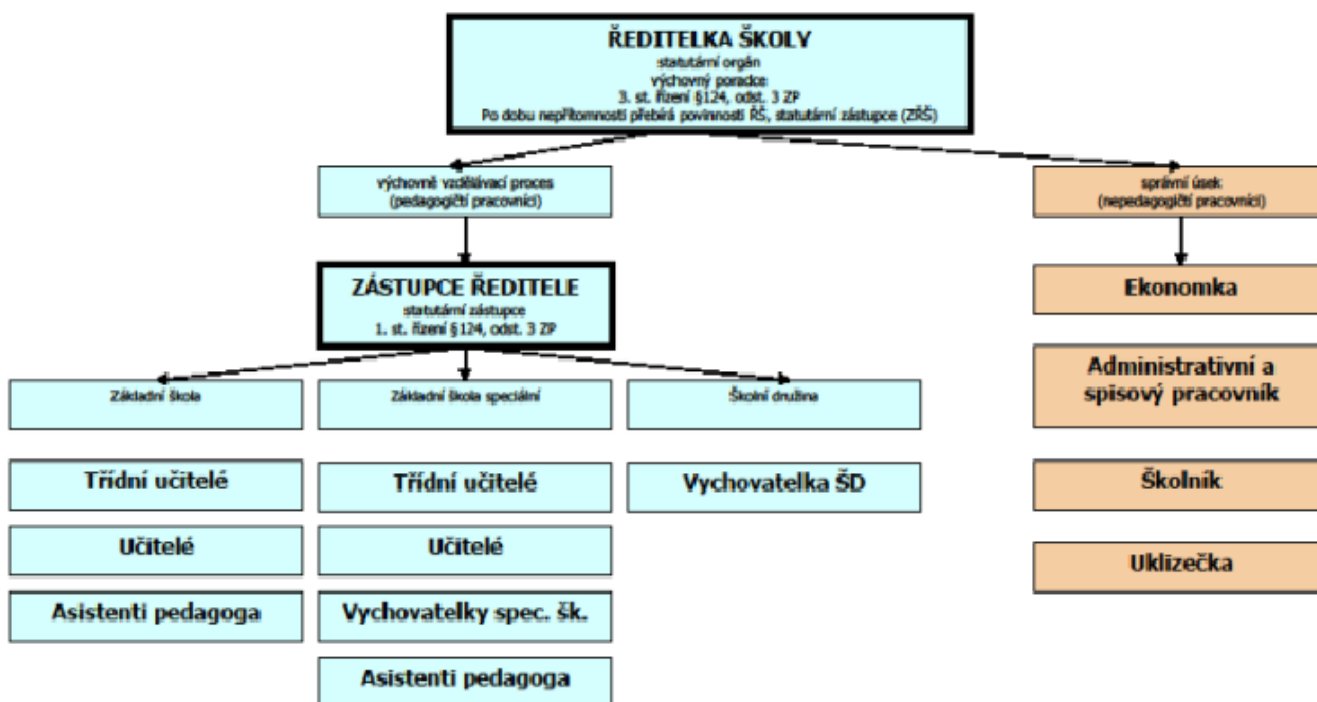 ŘEDITELKA ŠKOLY
statutární orgán
výchovný poradce:
3. st. řízení §124, odst. 3 ZP
Po dobu nepřítomnosti přebírá povinnosti ŘŠ, statutární zástupce (ZŘŠ)
výchovně vzdělávací proces
(pedagogičtí pracovníci)
správní úsek
(nepedagogičtí pracovníci)
ZÁSTUPCE ŘEDITELE
statutární zástupce
1. st. řízení §124, odst. 3 ZP
Ekonomka
Administrativní a
spisový pracovník
Školník
Uklizečka
Základní škola
Základní škola speciální
Školní družina
Třídní učitelé
Učitelé
Asistenti pedagoga
Třídní učitelé
Učitelé
Vychovatelky spec. šk.
Asistenti pedagoga
Vychovatelka ŠD